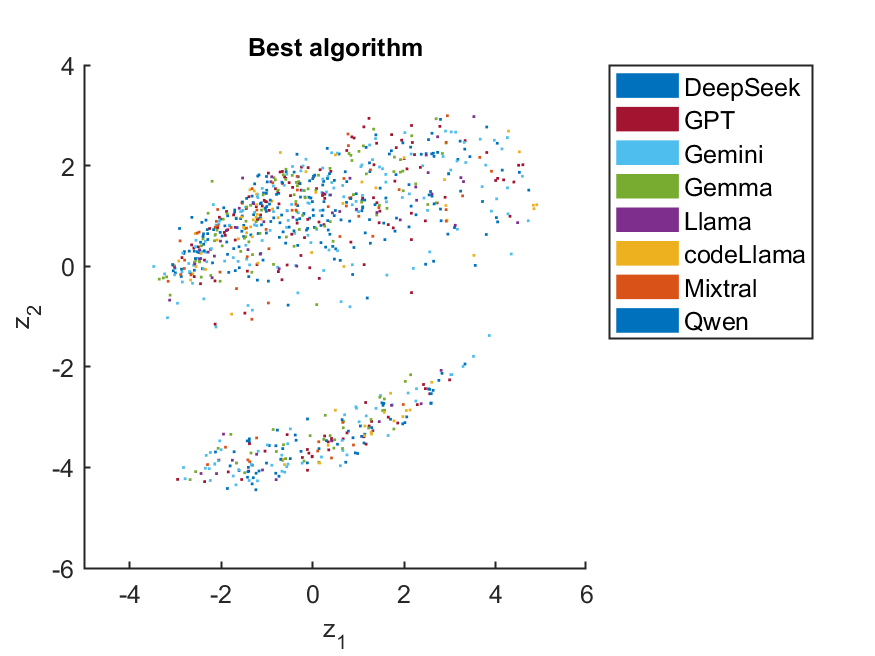 Best algorithm
4
2
0
-2
-4
-6
z2
-4
-2
0
2
4
6
z1
DeepSeek
GPT
Gemini
Gemma
Llama
codeLlama
Mixtral
Qwen